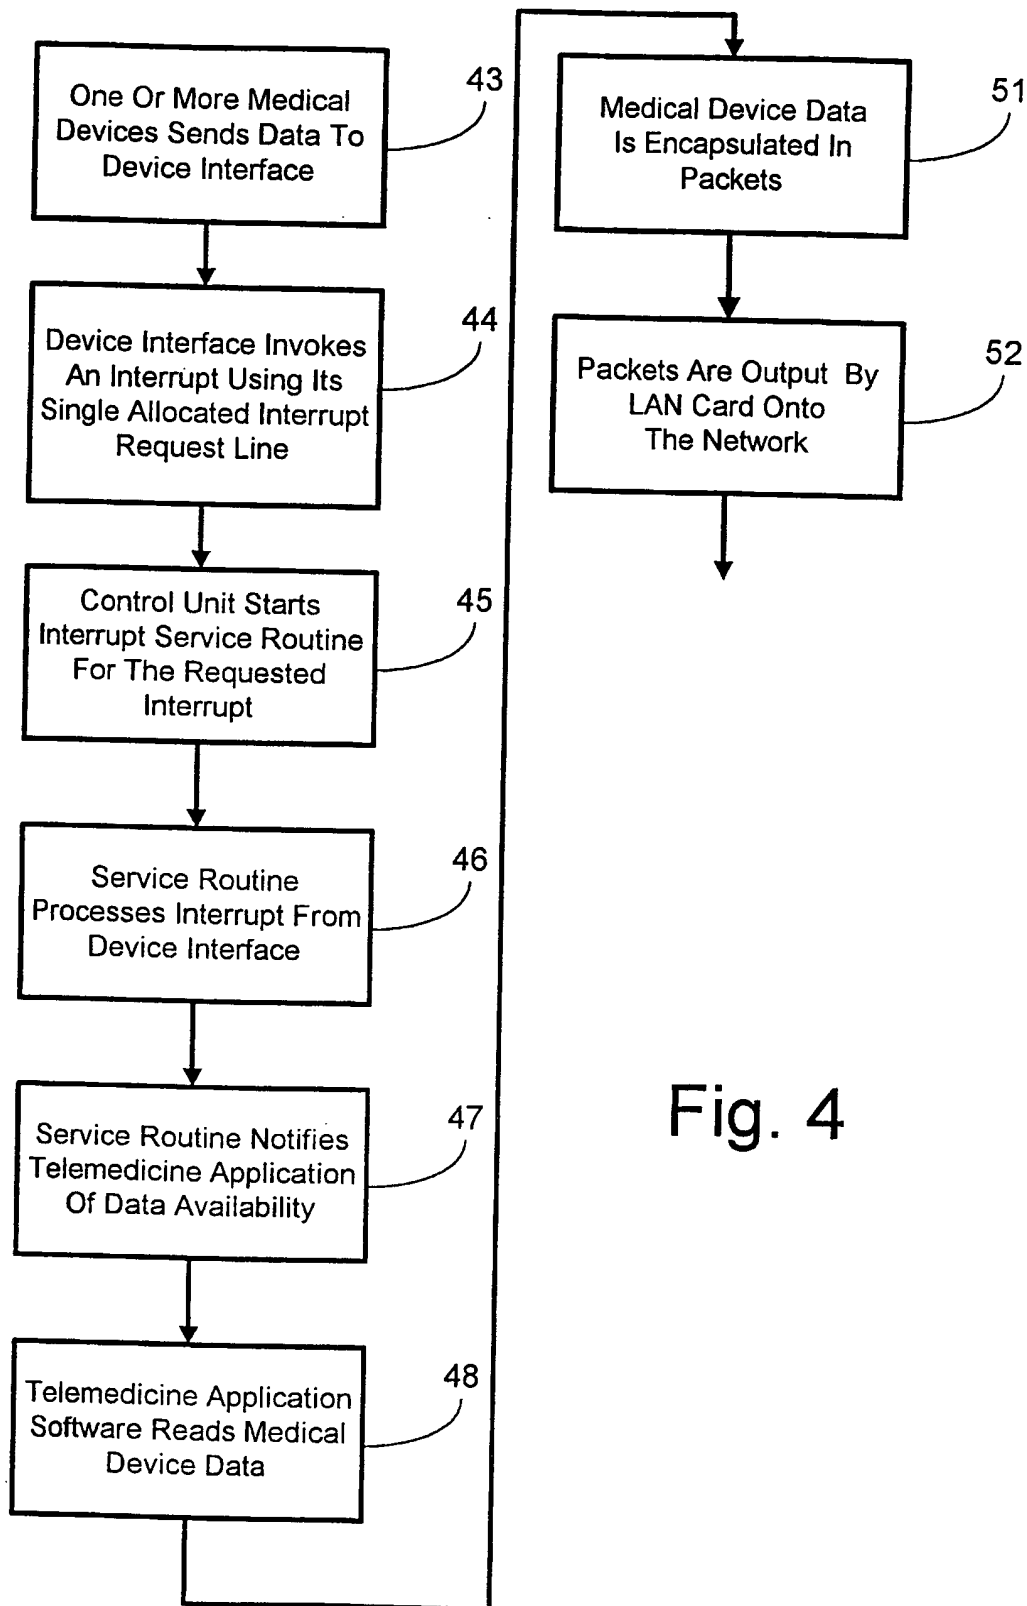 One Or More Medical
Devices Sends Data To
Device Interface
43
Device Interface Invokes
An Interrupt Using Its
Single Allocated Interrupt
Request Line
44
Control Unit Starts
Interrupt Service Routine
For The Requested
Interrupt
45
Service Routine
Processes Interrupt From
Device Interface
46
Service Routine Notifies
Telemedicine Application
Of Data Availability
47
Telemedicine Application
Software Reads Medical
Device Data
48
Medical Device Data
Is Encapsulated In
Packets
51
Packets Are Output By
LAN Card Onto
The Network
52
Fig. 4